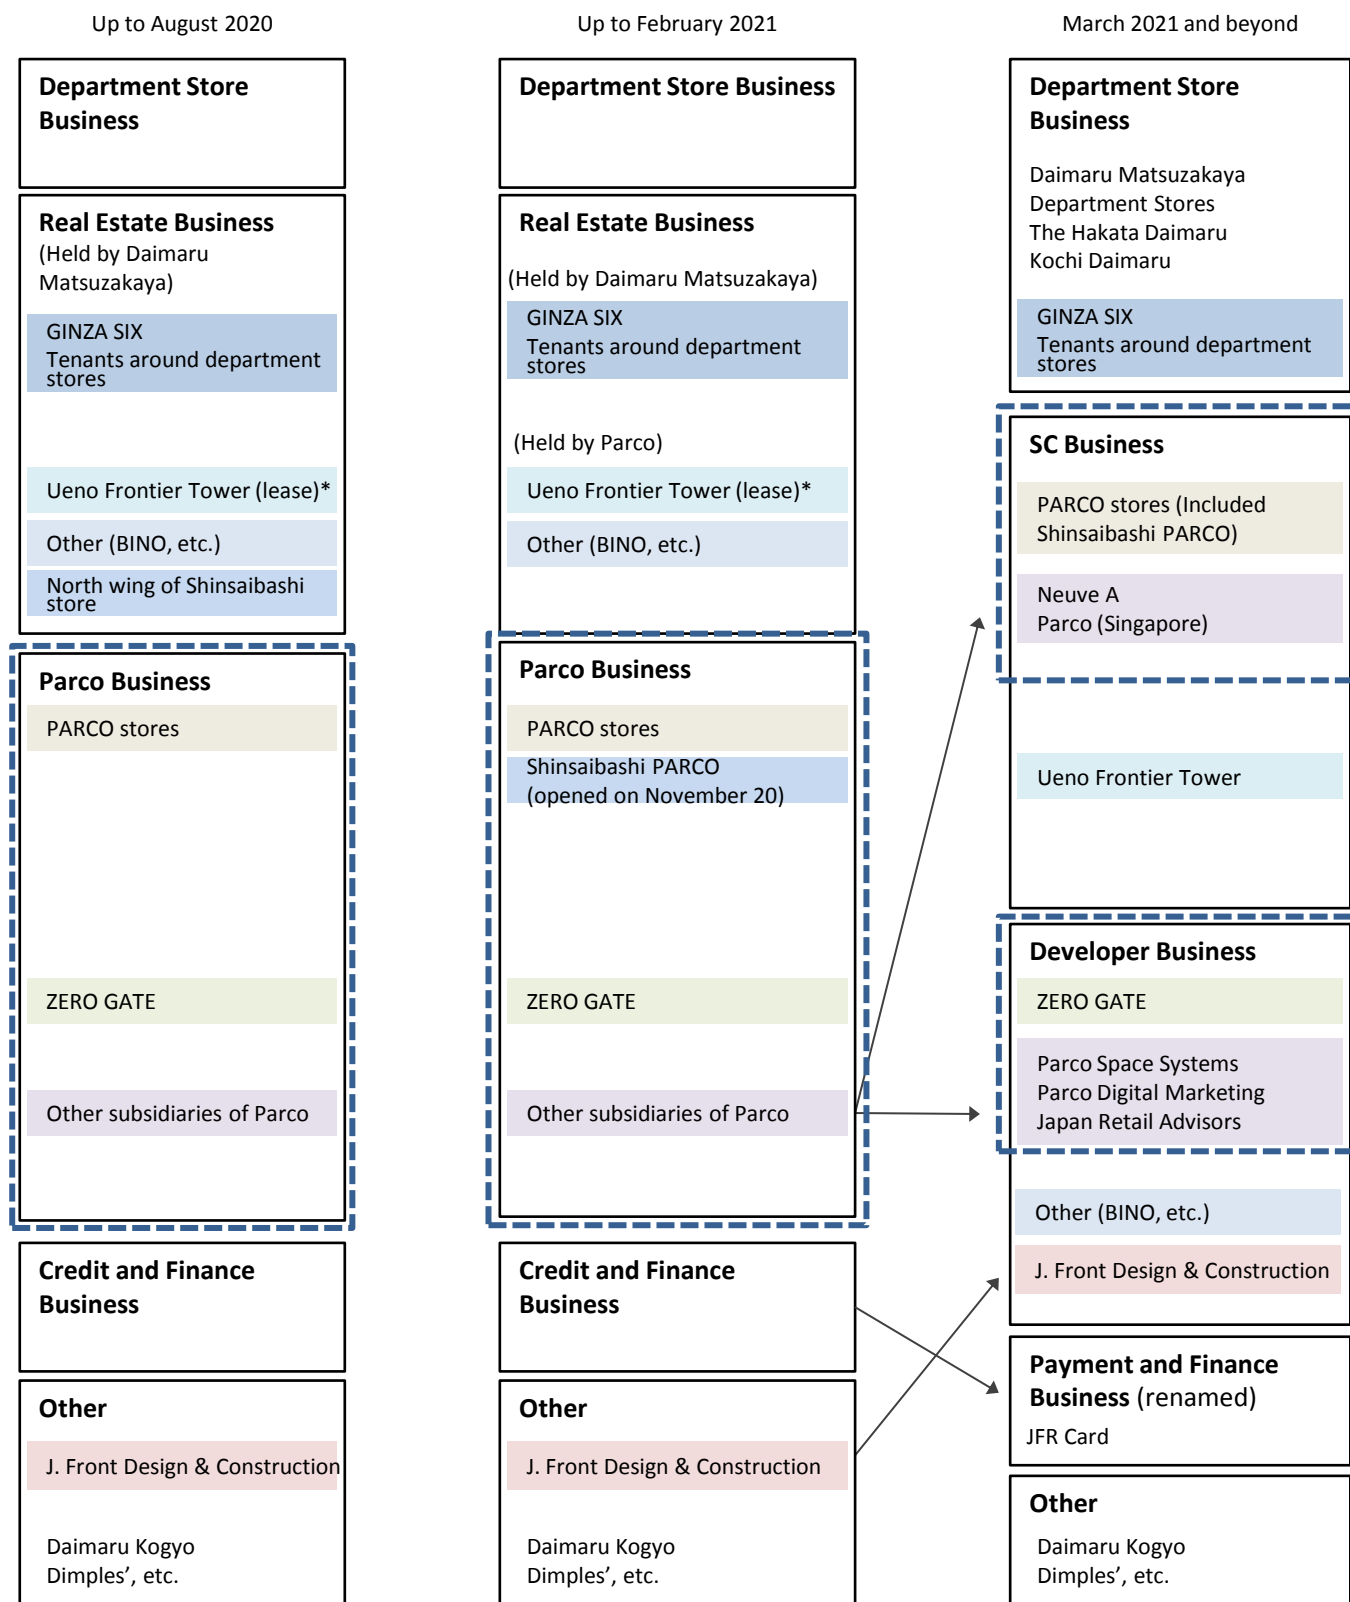 Up to August 2020
Department Store
Business
Real Estate Business
(Held by Daimaru
Matsuzakaya)
GINZA SIX
Tenants around department
stores
Ueno Frontier Tower (lease)*
Other (BINO, etc.)
North wing of Shinsaibashi
store
Parco Business
PARCO stores
ZERO GATE
Other subsidiaries of Parco
Credit and Finance
Business
Other
J. Front Design & Construction
Daimaru Kogyo
Dimples’, etc.
Up to February 2021
Department Store Business
Real Estate Business
(Held by Daimaru Matsuzakaya)
GINZA SIX
Tenants around department
stores
(Held by Parco)
Ueno Frontier Tower (lease)*
Other (BINO, etc.)
Parco Business
PARCO stores
Shinsaibashi PARCO
(opened on November 20)
ZERO GATE
Other subsidiaries of Parco
Credit and Finance
Business
Other
J. Front Design & Construction
Daimaru Kogyo
Dimples’, etc.
March 2021 and beyond
Department Store
Business
Daimaru Matsuzakaya
Department Stores
The Hakata Daimaru
Kochi Daimaru
GINZA SIX
Tenants around department
stores
SC Business
PARCO stores (Included
Shinsaibashi PARCO)
Neuve A
Parco (Singapore)
Ueno Frontier Tower
Developer Business
ZERO GATE
Parco Space Systems
Parco Digital Marketing
Japan Retail Advisors
Other (BINO, etc.)
J. Front Design & Construction
Payment and Finance
Business (renamed)
JFR Card
Other
Daimaru Kogyo
Dimples’, etc.